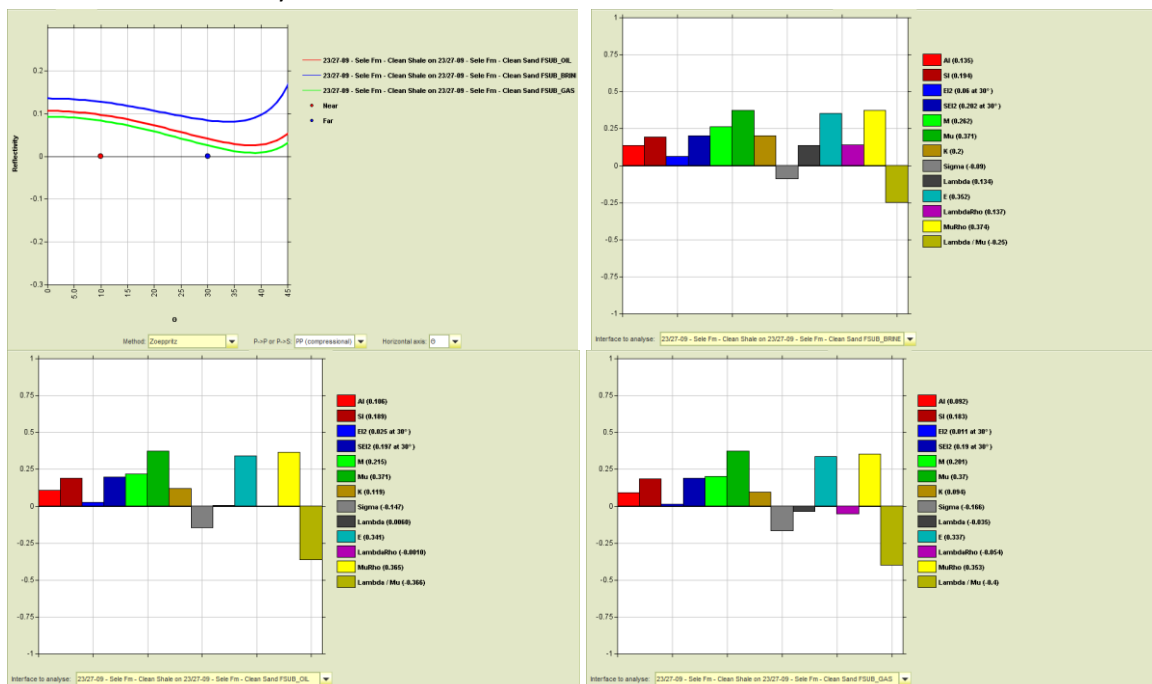 0.2
0.1
0
-0.1
-0.2
-0.3
Reflectivity
0 5.0 10 15 20 25 30 35 40 45
Θ
23/27-09 - Sele Fm - Clean Shale on 23/27-09 - Sele Fm - Clean Sand FSUB_OIL
23/27-09 - Sele Fm - Clean Shale on 23/27-09 - Sele Fm - Clean Sand FSUB_BRINE
23/27-09 - Sele Fm - Clean Shale on 23/27-09 - Sele Fm - Clean Sand FSUB_GAS
Near
Far
Method: Zoeppritz P->P or P->S: PP (compressional) Horizontal axis: Θ
1
0.75
0.5
0.25
0
-0.25
-0.5
-0.75
-1
AI (0.135)
SI (0.194)
EI2 (0.06 at 30°)
SEI2 (0.202 at 30°)
M (0.262)
Mu (0.371)
K (0.2)
Sigma (-0.09)
Lambda (0.134)
E (0.352)
LambdaRho (0.137)
MuRho (0.374)
Lambda / Mu (-0.25)
Interface to analyse: 23/27-09 - Sele Fm - Clean Shale on 23/27-09 - Sele Fm - Clean Sand FSUB_BRINE
1
0.75
0.5
0.25
0
-0.25
-0.5
-0.75
-1
AI (0.106)
SI (0.189)
EI2 (0.025 at 30°)
SEI2 (0.197 at 30°)
M (0.215)
Mu (0.371)
K (0.119)
Sigma (-0.147)
Lambda (0.0060)
E (0.341)
LambdaRho (-0.0010)
MuRho (0.365)
Lambda / Mu (-0.366)
Interface to analyse: 23/27-09 - Sele Fm - Clean Shale on 23/27-09 - Sele Fm - Clean Sand FSUB_OIL
1
0.75
0.5
0.25
0
-0.25
-0.5
-0.75
-1
AI (0.092)
SI (0.183)
EI2 (0.011 at 30°)
SEI2 (0.19 at 30°)
M (0.201)
Mu (0.37)
K (0.094)
Sigma (-0.166)
Lambda (-0.035)
E (0.337)
LambdaRho (-0.054)
MuRho (0.353)
Lambda / Mu (-0.4)
Interface to analyse: 23/27-09 - Sele Fm - Clean Shale on 23/27-09 - Sele Fm - Clean Sand FSUB_GAS